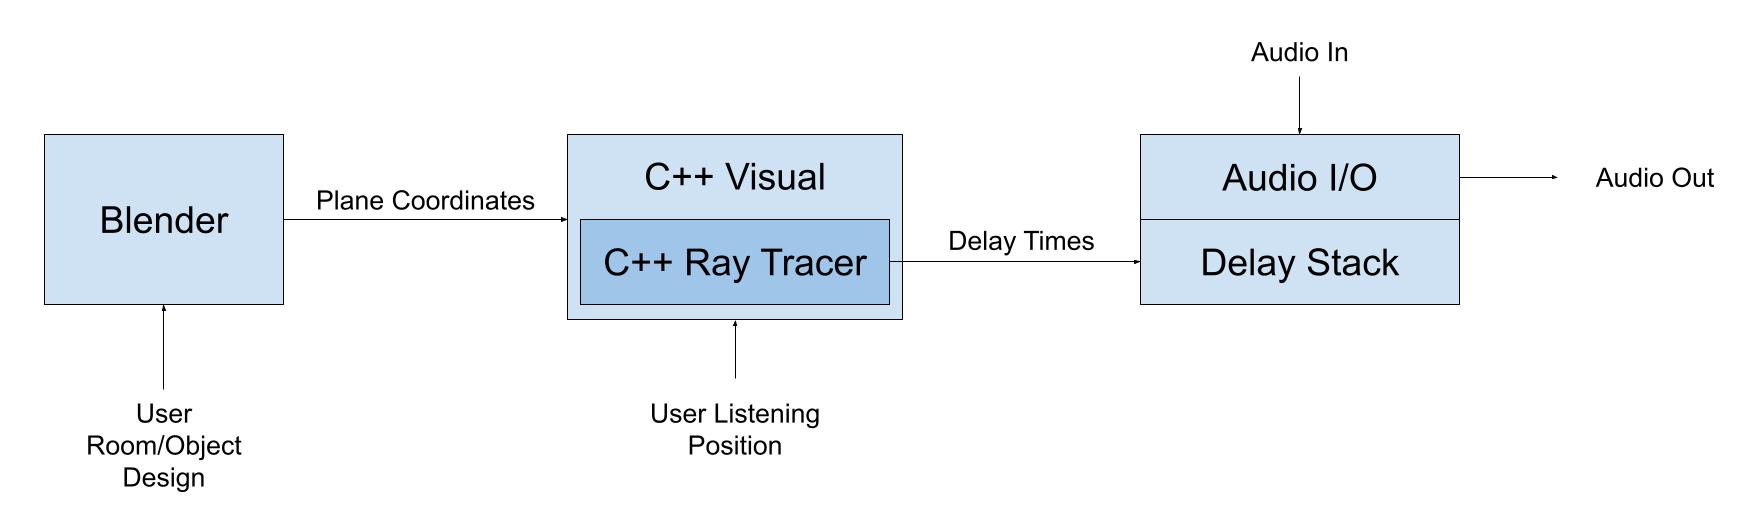 Audio In
Blender
Plane Coordinates
C++ Visual
C++ Ray Tracer
Delay Times
Audio I/O
Delay Stack
Audio Out
User
Room/Object
Design
User Listening
Position